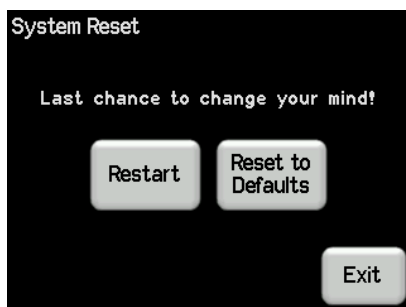 System Reset
Last chance to change your mind!
Restart
Reset to
Defaults
Exit